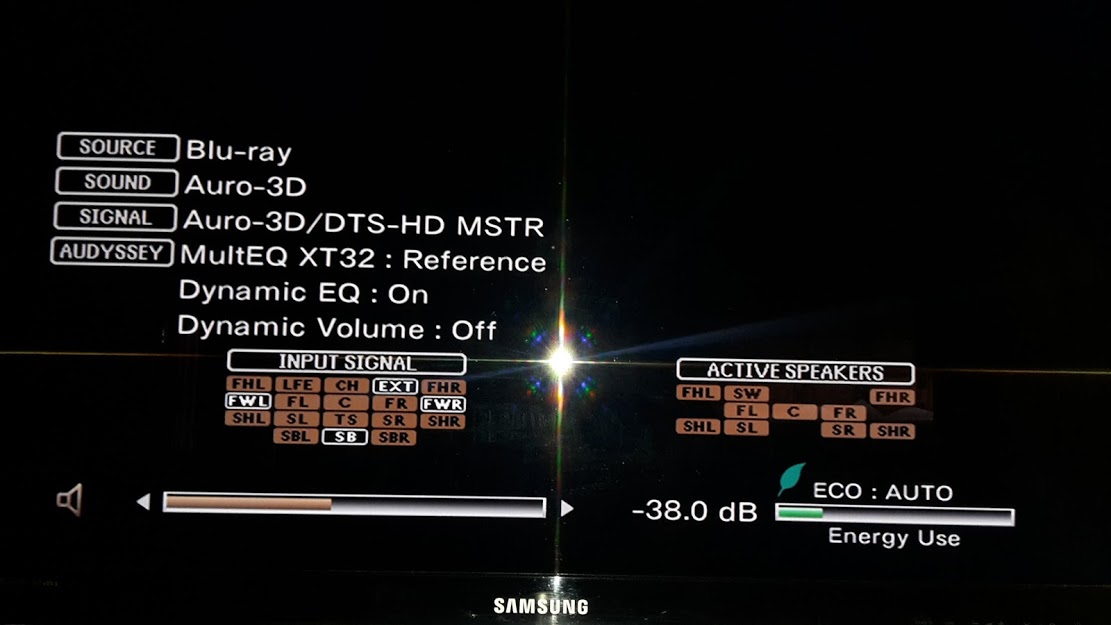 SOURCE Blu-ray
SOUND Auro-3D
SIGNAL Auro-3D/DTS-HD MSTR
AUDYSSEY MultEQ XT32 : Reference
Dynamic EQ : On
Dynamic Volume : Off
INPUT SIGNAL
FHL LFE CH EXT FHR
FWL FL C FR FWR
SHL SL TS SR SHR
SBL SB SBR
ACTIVE SPEAKERS
FHL SW FHR
FL C FR
SHL SL SR SHR
-38.0 dB
ECO : AUTO
Energy Use
SAMSUNG